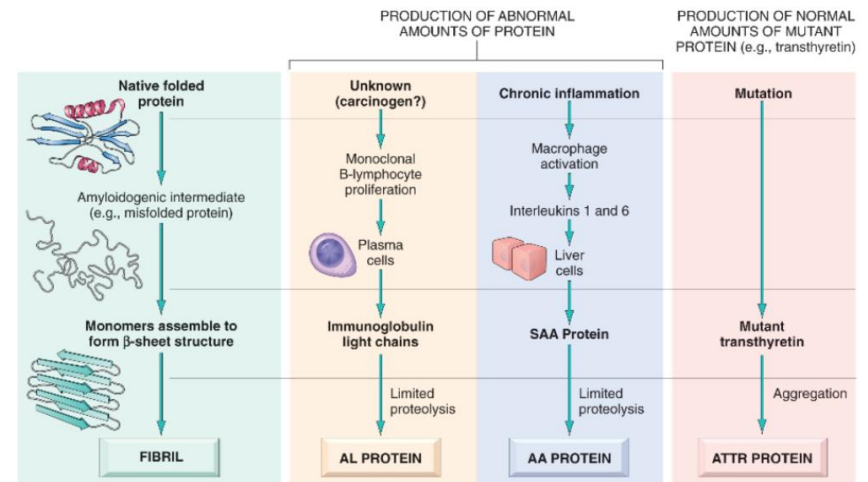 PRODUCTION OF ABNORMAL
AMOUNTS OF PROTEIN
PRODUCTION OF NORMAL
AMOUNTS OF MUTANT
PROTEIN (e.g., transthyretin)
Native folded
protein
Amyloidogenic intermediate
(e.g., misfolded protein)
Monomers assemble to
form β-sheet structure
FIBRIL
Unknown
(carcinogen?)
Monoclonal
B-lymphocyte
proliferation
Plasma
cells
Immunoglobulin
light chains
Limited
proteolysis
AL PROTEIN
Chronic inflammation
Macrophage
activation
Interleukins 1 and 6
Liver
cells
SAA Protein
Limited
proteolysis
AA PROTEIN
Mutation
Mutant
transthyretin
Aggregation
ATTR PROTEIN